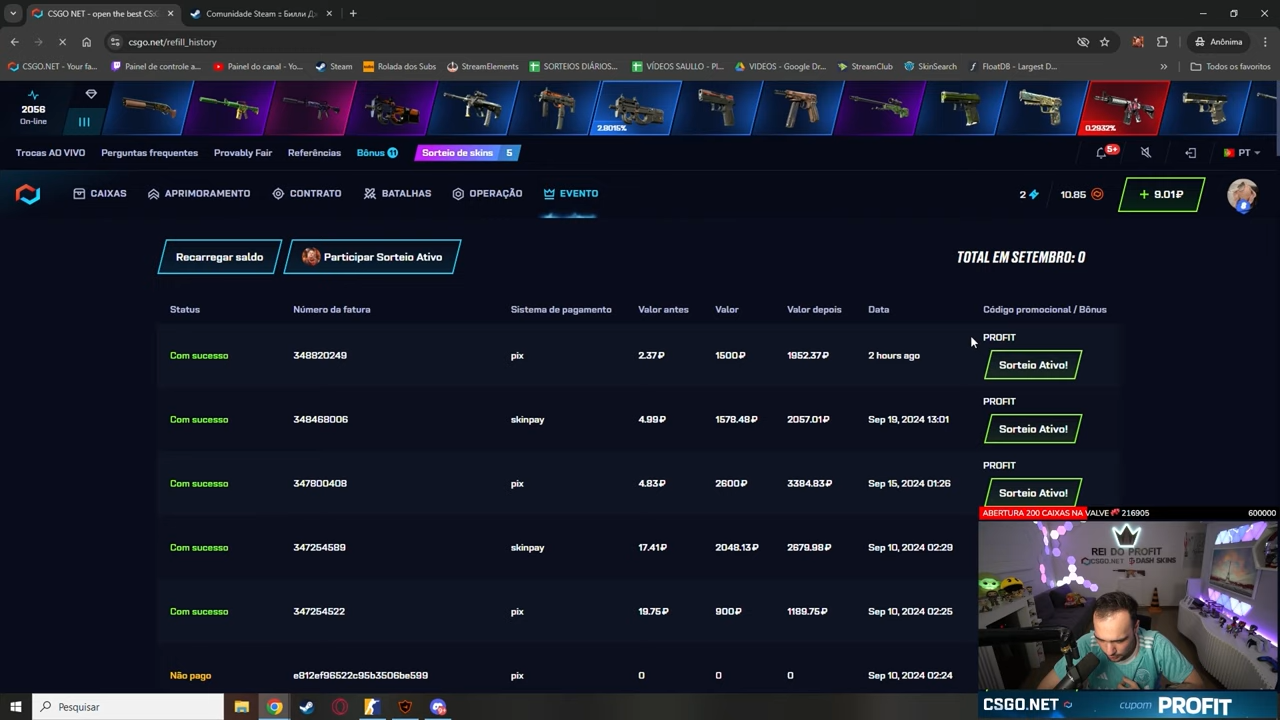 CSGO NET - open the best CS
Comunidade Steam :: Билли Дж
csgo.net/refill_history
Anônima
CSGO.NET - Your fa...
Painel de controle a...
Painel do canal - Yo...
Steam
Rolada dos Subs
StreamElements
SORTEIOS DIÁRIOS...
VÍDEOS SAULLO - PI...
VIDEOS - Google Dr...
StreamClub
SkinSearch
FloatDB - Largest D...
Todos os favoritos
2056
On-line
2.8015%
0.2932%
Trocas AO VIVO
Perguntas frequentes
Provably Fair
Referências
Bônus 11
Sorteio de skins 5
5+
PT
CAIXAS
APRIMORAMENTO
CONTRATO
BATALHAS
OPERAÇÃO
EVENTO
2
10.85
+ 9.01₽
Recarregar saldo
Participar Sorteio Ativo
TOTAL EM SETEMBRO: 0
Status Número da fatura Sistema de pagamento Valor antes Valor Valor depois Data Código promocional / Bônus
Com sucesso 348820249 pix 2.37₽ 1500₽ 1952.37₽ 2 hours ago PROFIT
Sorteio Ativo!
Com sucesso 348468006 skinpay 4.99₽ 1578.48₽ 2057.01₽ Sep 19, 2024 13:01 PROFIT
Sorteio Ativo!
Com sucesso 347800408 pix 4.83₽ 2600₽ 3384.83₽ Sep 15, 2024 01:26 PROFIT
Sorteio Ativo!
Com sucesso 347254589 skinpay 17.41₽ 2048.13₽ 2679.98₽ Sep 10, 2024 02:29
Com sucesso 347254522 pix 19.75₽ 900₽ 1189.75₽ Sep 10, 2024 02:25
Não pago e812ef96522c95b3506be599 pix 0 0 0 Sep 10, 2024 02:24
ABERTURA 200 CAIXAS NA VALVE 216905 600000
REI DO PROFIT
CSGO.NET DASH SKINS
CSGO.NET cupom PROFIT
Pesquisar